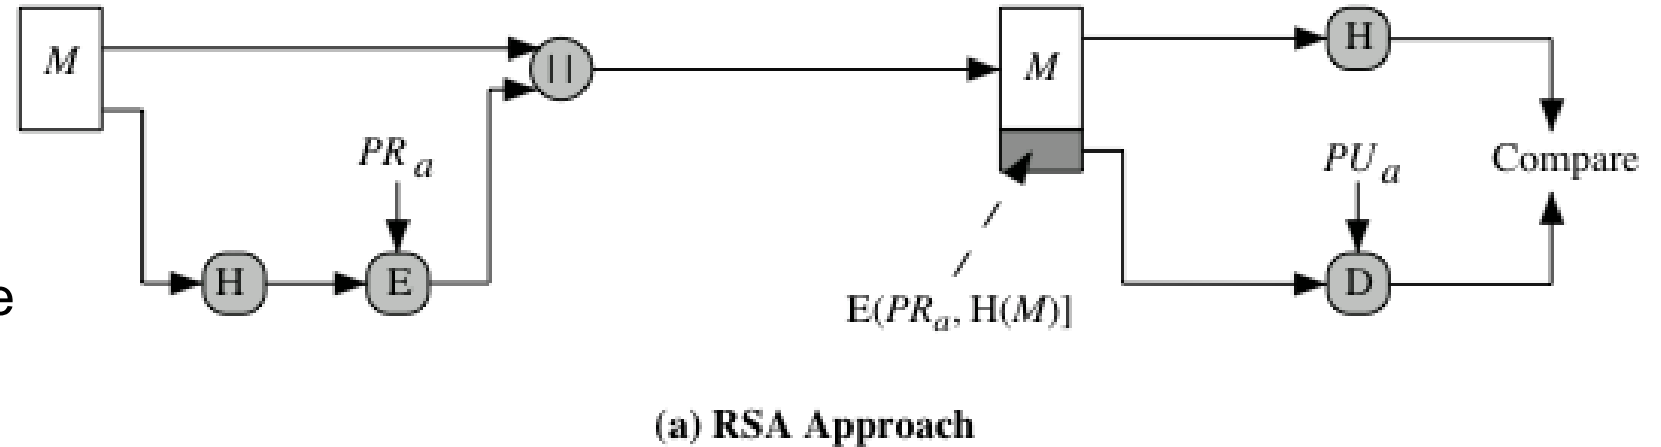 M
||
M
H
PR a
PU a
Compare
e
H
E
D
E(PRa, H(M)]
(a) RSA Approach